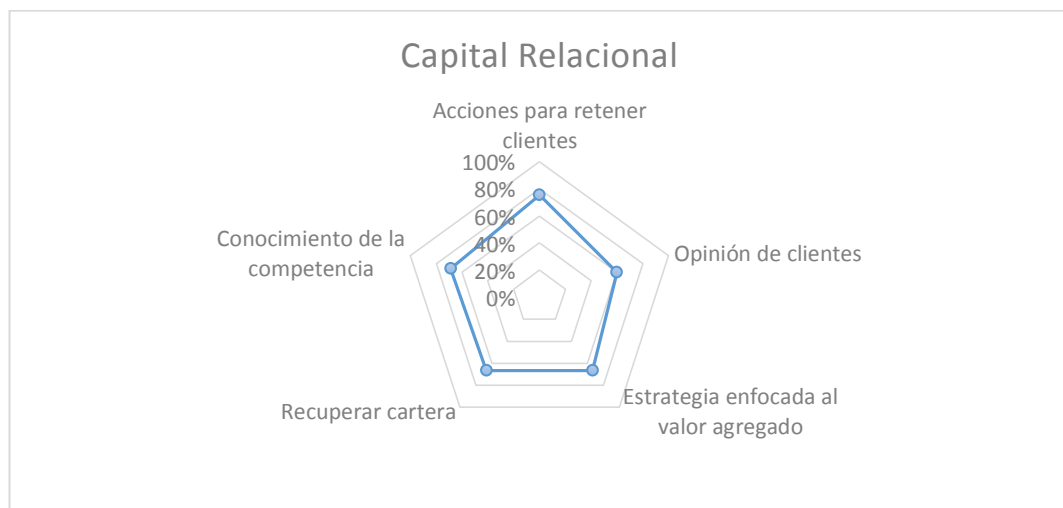 Capital Relacional
Acciones para retener
clientes
100%
80%
60%
40%
20%
0%
Opinión de clientes
Estrategia enfocada al
valor agregado
Recuperar cartera
Conocimiento de la
competencia